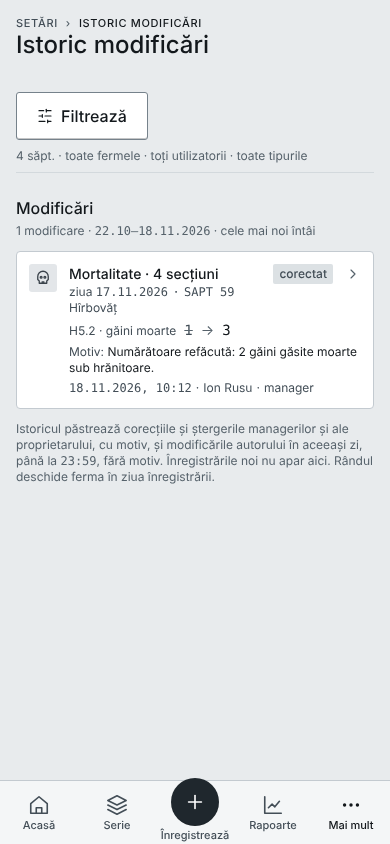 SETĂRI › ISTORIC MODIFICĂRI
Istoric modificări
Filtrează
4 săpt. · toate fermele · toți utilizatorii · toate tipurile
Modificări
1 modificare · 22.10–18.11.2026 · cele mai noi întâi
Mortalitate · 4 secțiuni
corectat
ziua 17.11.2026 · SAPT 59
Hîrbovăț
H5.2 · găini moarte 1 → 3
Motiv: Numărătoare refăcută: 2 găini găsite moarte
sub hrănitoare.
18.11.2026, 10:12 · Ion Rusu · manager
Istoricul păstrează corecțiile și ștergerile managerilor și ale
proprietarului, cu motiv, și modificările autorului în aceeași zi,
până la 23:59, fără motiv. Înregistrările noi nu apar aici. Rândul
deschide ferma în ziua înregistrării.
Acasă
Serie
Înregistrează
Rapoarte
Mai mult